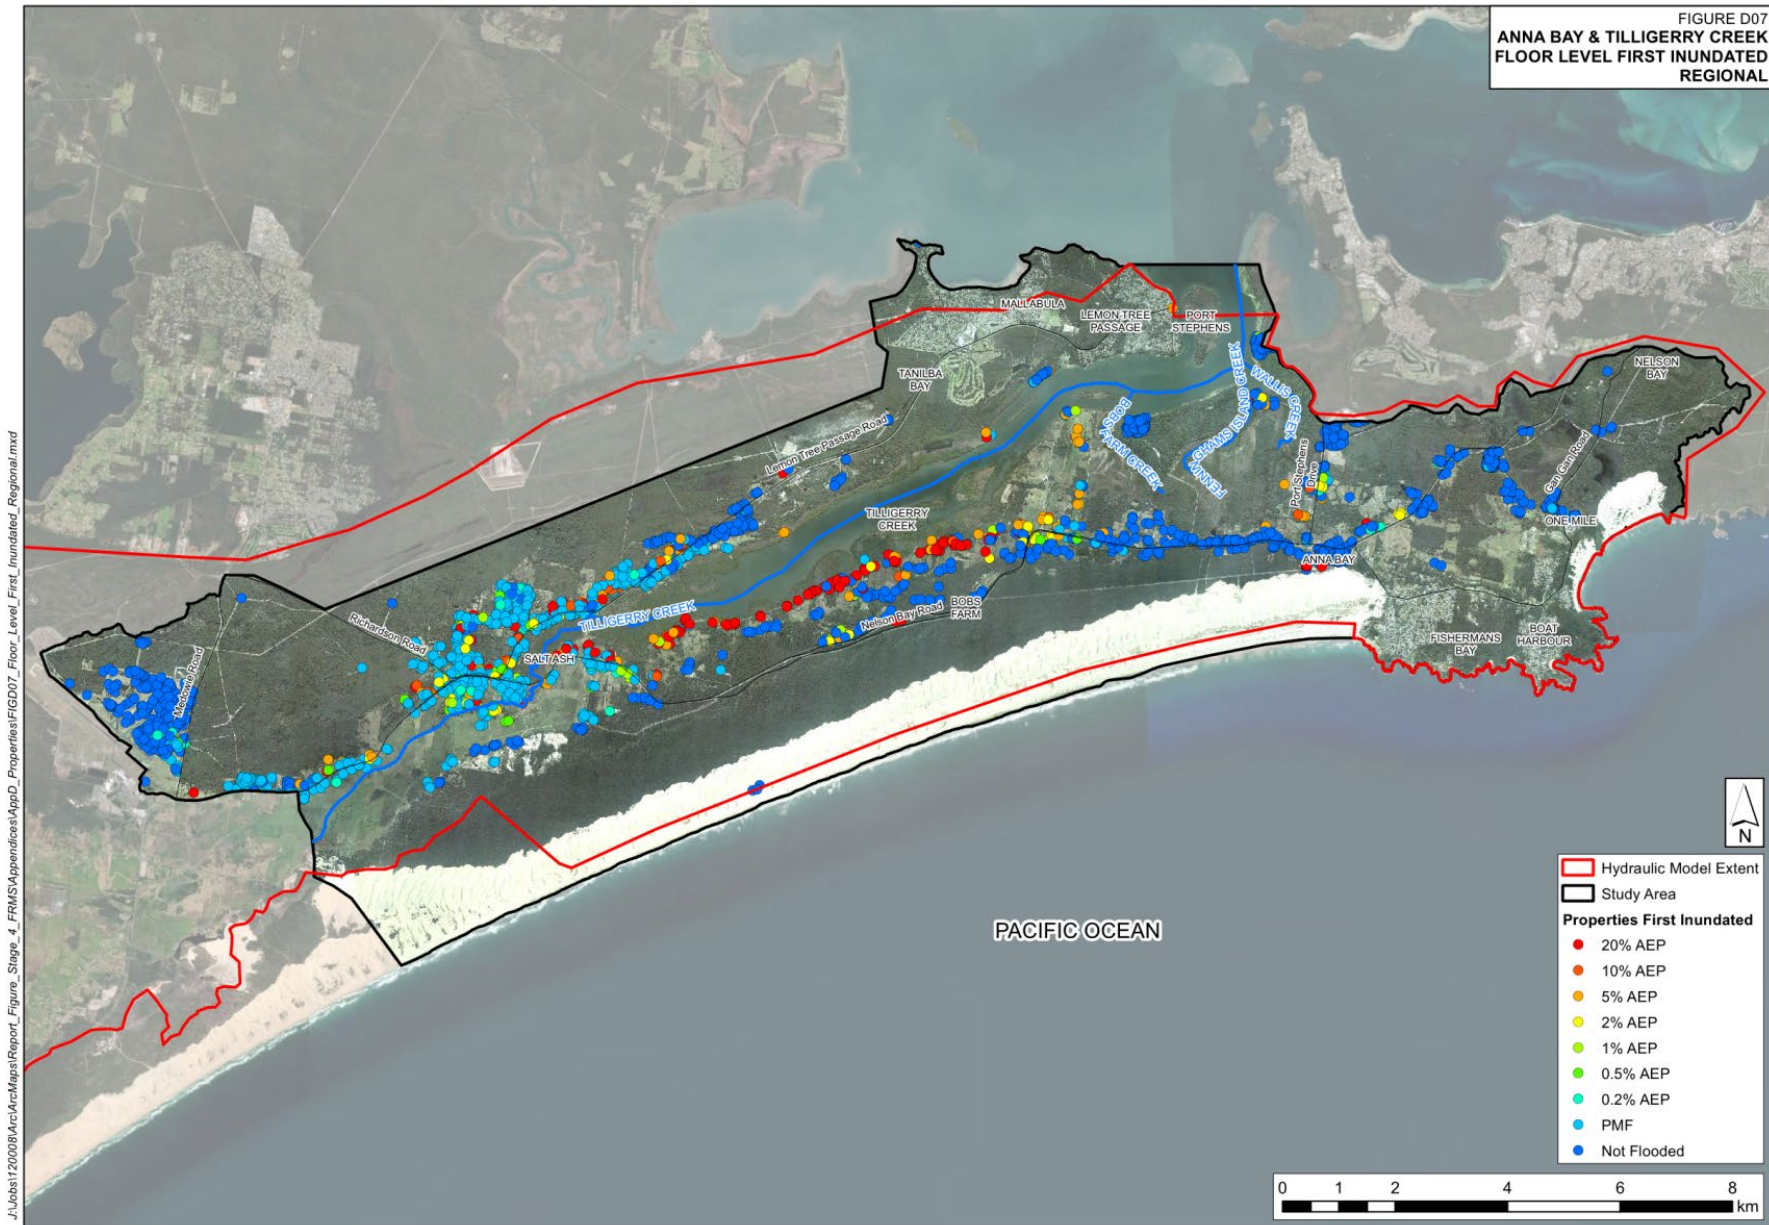 FIGURE D07
ANNA BAY & TILLIGERRY CREEK
FLOOR LEVEL FIRST INUNDATED
REGIONAL
MALLABULA
LEMON TREE
PASSAGE
PORT
STEPHENS
TANILBA
BAY
NELSON
BAY
WALLIS CREEK
FENNINGHAMS ISLAND CREEK
BOBS FARM CREEK
Lemon Tree Passage Road
Port Stephens
Drive
Gan Gan Road
TILLIGERRY
CREEK
ONE MILE
ANNA BAY
TILLIGERRY CREEK
Nelson Bay Road
BOBS
FARM
Richardson Road
SALT ASH
FISHERMANS
BAY
BOAT
HARBOUR
Medowie Road
PACIFIC OCEAN
N
Hydraulic Model Extent
Study Area
Properties First Inundated
20% AEP
10% AEP
5% AEP
2% AEP
1% AEP
0.5% AEP
0.2% AEP
PMF
Not Flooded
0 1 2 4 6 8
km
J:\Jobs\120008\Arc\ArcMaps\Report_Figure_Stage_4_FRMS\Appendices\AppD_Properties\FIGD07_Floor_Level_First_Inundated_Regional.mxd